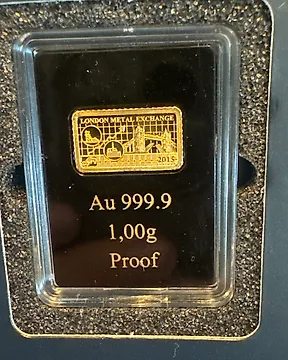 LONDON METAL EXCHANGE
2015
Au 999.9
1,00g
Proof